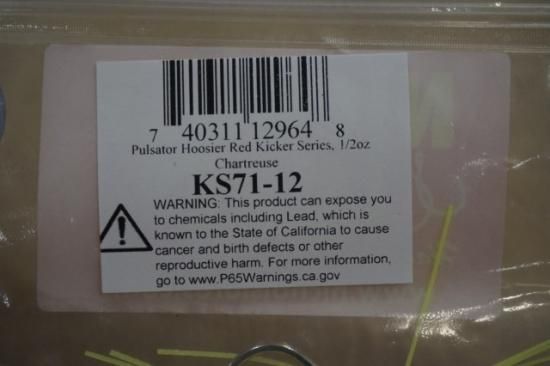 7 40311 12964 8
Pulsator Hoosier Red Kicker Series, 1/2oz
Chartreuse
KS71-12
WARNING: This product can expose you
to chemicals including Lead, which is
known to the State of California to cause
cancer and birth defects or other
reproductive harm. For more information,
go to www.P65Warnings.ca.gov